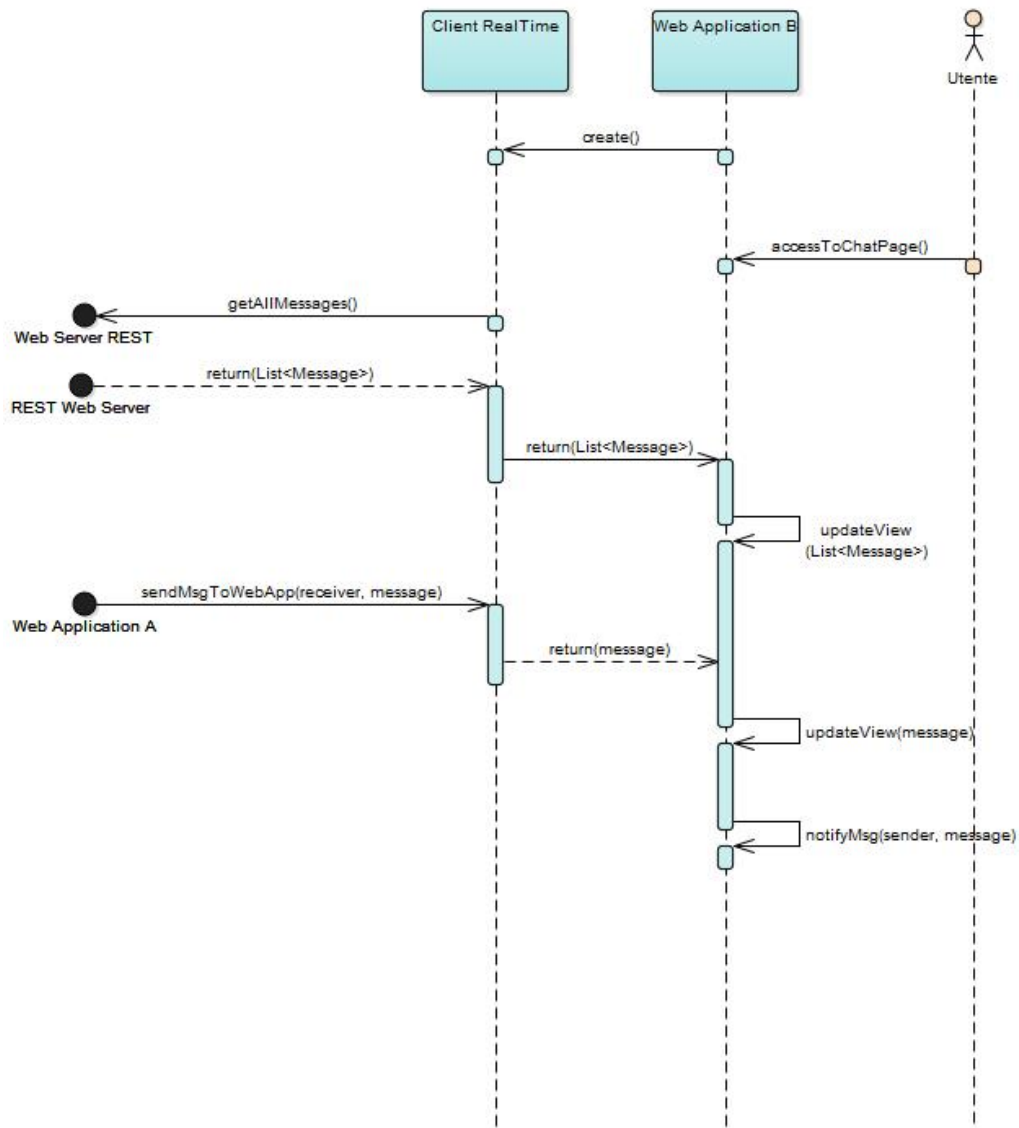 Client RealTime
Web Application B
Utente
create()
accessToChatPage()
getAllMessages()
Web Server REST
return(List<Message>)
REST Web Server
return(List<Message>)
updateView
(List<Message>)
sendMsgToWebApp(receiver, message)
Web Application A
return(message)
updateView(message)
notifyMsg(sender, message)